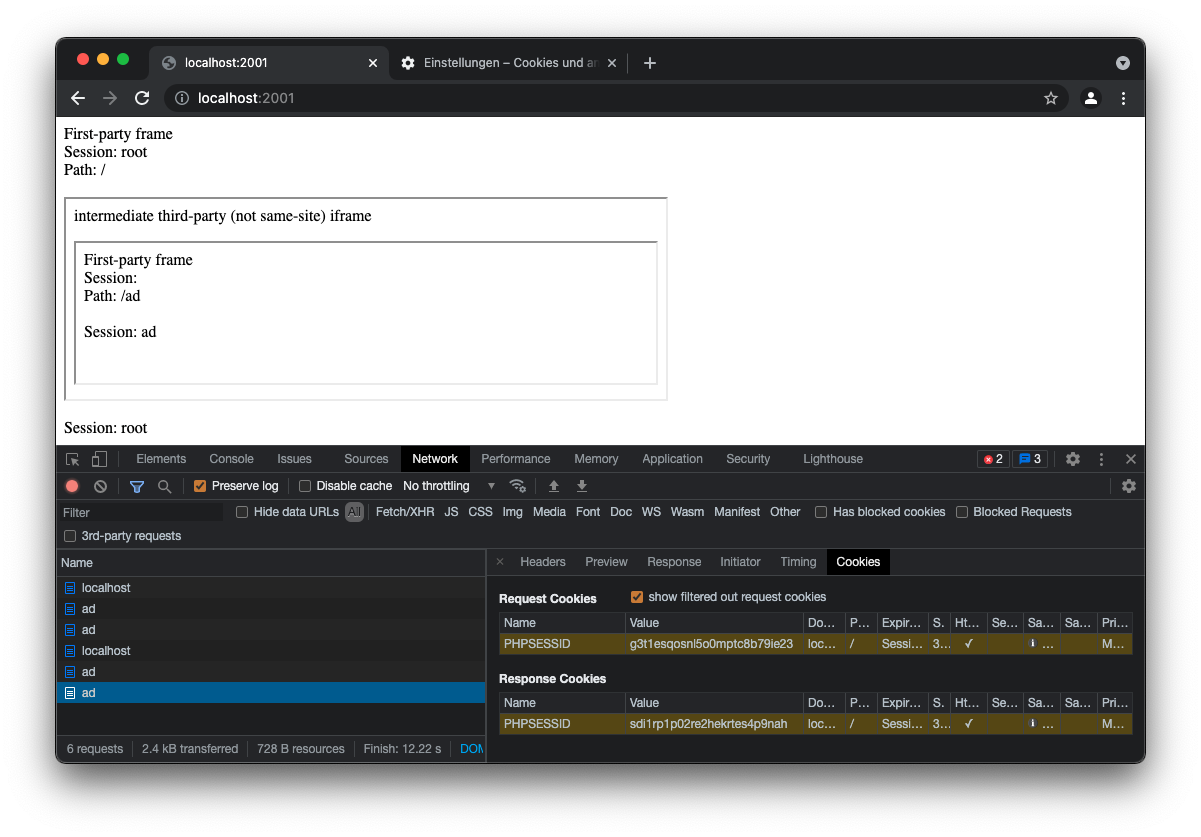 localhost:2001
Einstellungen – Cookies und an
localhost:2001
First-party frame
Session: root
Path: /
intermediate third-party (not same-site) iframe
First-party frame
Session:
Path: /ad
Session: ad
Session: root
Elements Console Issues Sources Network Performance Memory Application Security Lighthouse 2 3
Preserve log Disable cache No throttling
Filter Hide data URLs All Fetch/XHR JS CSS Img Media Font Doc WS Wasm Manifest Other Has blocked cookies Blocked Requests
3rd-party requests
Name
localhost
ad
ad
localhost
ad
ad
6 requests 2.4 kB transferred 728 B resources Finish: 12.22 s DOM
Headers Preview Response Initiator Timing Cookies
Request Cookies show filtered out request cookies
Name Value Do... P... Expir... S. Ht... Se... Sa... Sa... Pri...
PHPSESSID g3t1esqosnl5o0mptc8b79ie23 loc... / Sessi... 3... ✓ ... M...
Response Cookies
Name Value Do... P... Expir... S. Ht... Se... Sa... Sa... Pri...
PHPSESSID sdi1rp1p02re2hekrtes4p9nah loc... / Sessi... 3... ✓ ... M...